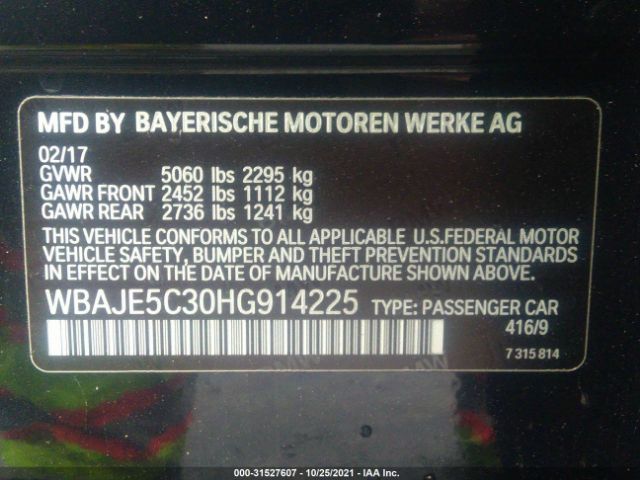 MFD BY BAYERISCHE MOTOREN WERKE AG
02/17
GVWR 5060 lbs 2295 kg
GAWR FRONT 2452 lbs 1112 kg
GAWR REAR 2736 lbs 1241 kg
THIS VEHICLE CONFORMS TO ALL APPLICABLE U.S.FEDERAL MOTOR
VEHICLE SAFETY, BUMPER AND THEFT PREVENTION STANDARDS
IN EFFECT ON THE DATE OF MANUFACTURE SHOWN ABOVE.
WBAJE5C30HG914225 TYPE: PASSENGER CAR
416/9
7 315 814
000-31527607 - 10/25/2021 - IAA Inc.